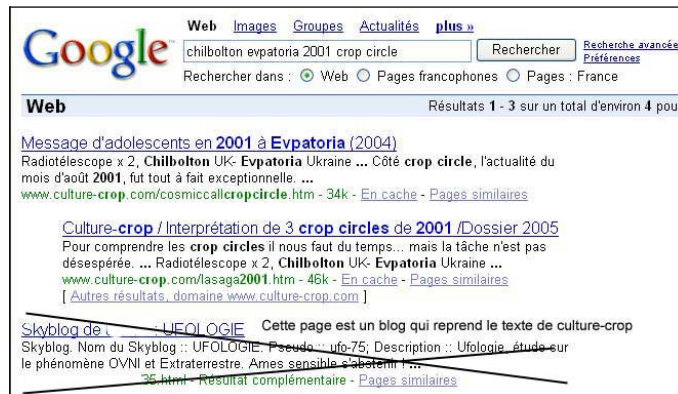 Web Images Groupes Actualités plus »
Google™
chilbolton evpatoria 2001 crop circle Rechercher Recherche avancée
Préférences
Rechercher dans : Web Pages francophones Pages : France
Web Résultats 1 - 3 sur un total d'environ 4 pou
Message d'adolescents en 2001 à Evpatoria (2004)
Radiotélescope x 2, Chilbolton UK- Evpatoria Ukraine ... Côté crop circle, l'actualité du
mois d'août 2001, fut tout à fait exceptionnelle. ...
www.culture-crop.com/cosmiccallcropcircle.htm - 34k - En cache - Pages similaires
Culture-crop / Interprétation de 3 crop circles de 2001 /Dossier 2005
Pour comprendre les crop circles il nous faut du temps... mais la tâche n'est pas
désespérée. ... Radiotélescope x 2, Chilbolton UK- Evpatoria Ukraine ...
www.culture-crop.com/lasaga2001.htm - 46k - En cache - Pages similaires
[ Autres résultats, domaine www.culture-crop.com ]
Skyblog de : UFOLOGIE Cette page est un blog qui reprend le texte de culture-crop
Skyblog. Nom du Skyblog :: UFOLOGIE. Pseudo :: ufo-75; Description :: Ufologie, étude sur
le phénomène OVNI et Extraterrestre. Ames sensible s'abstenir ! ...
35.html - Résultat complémentaire - Pages similaires